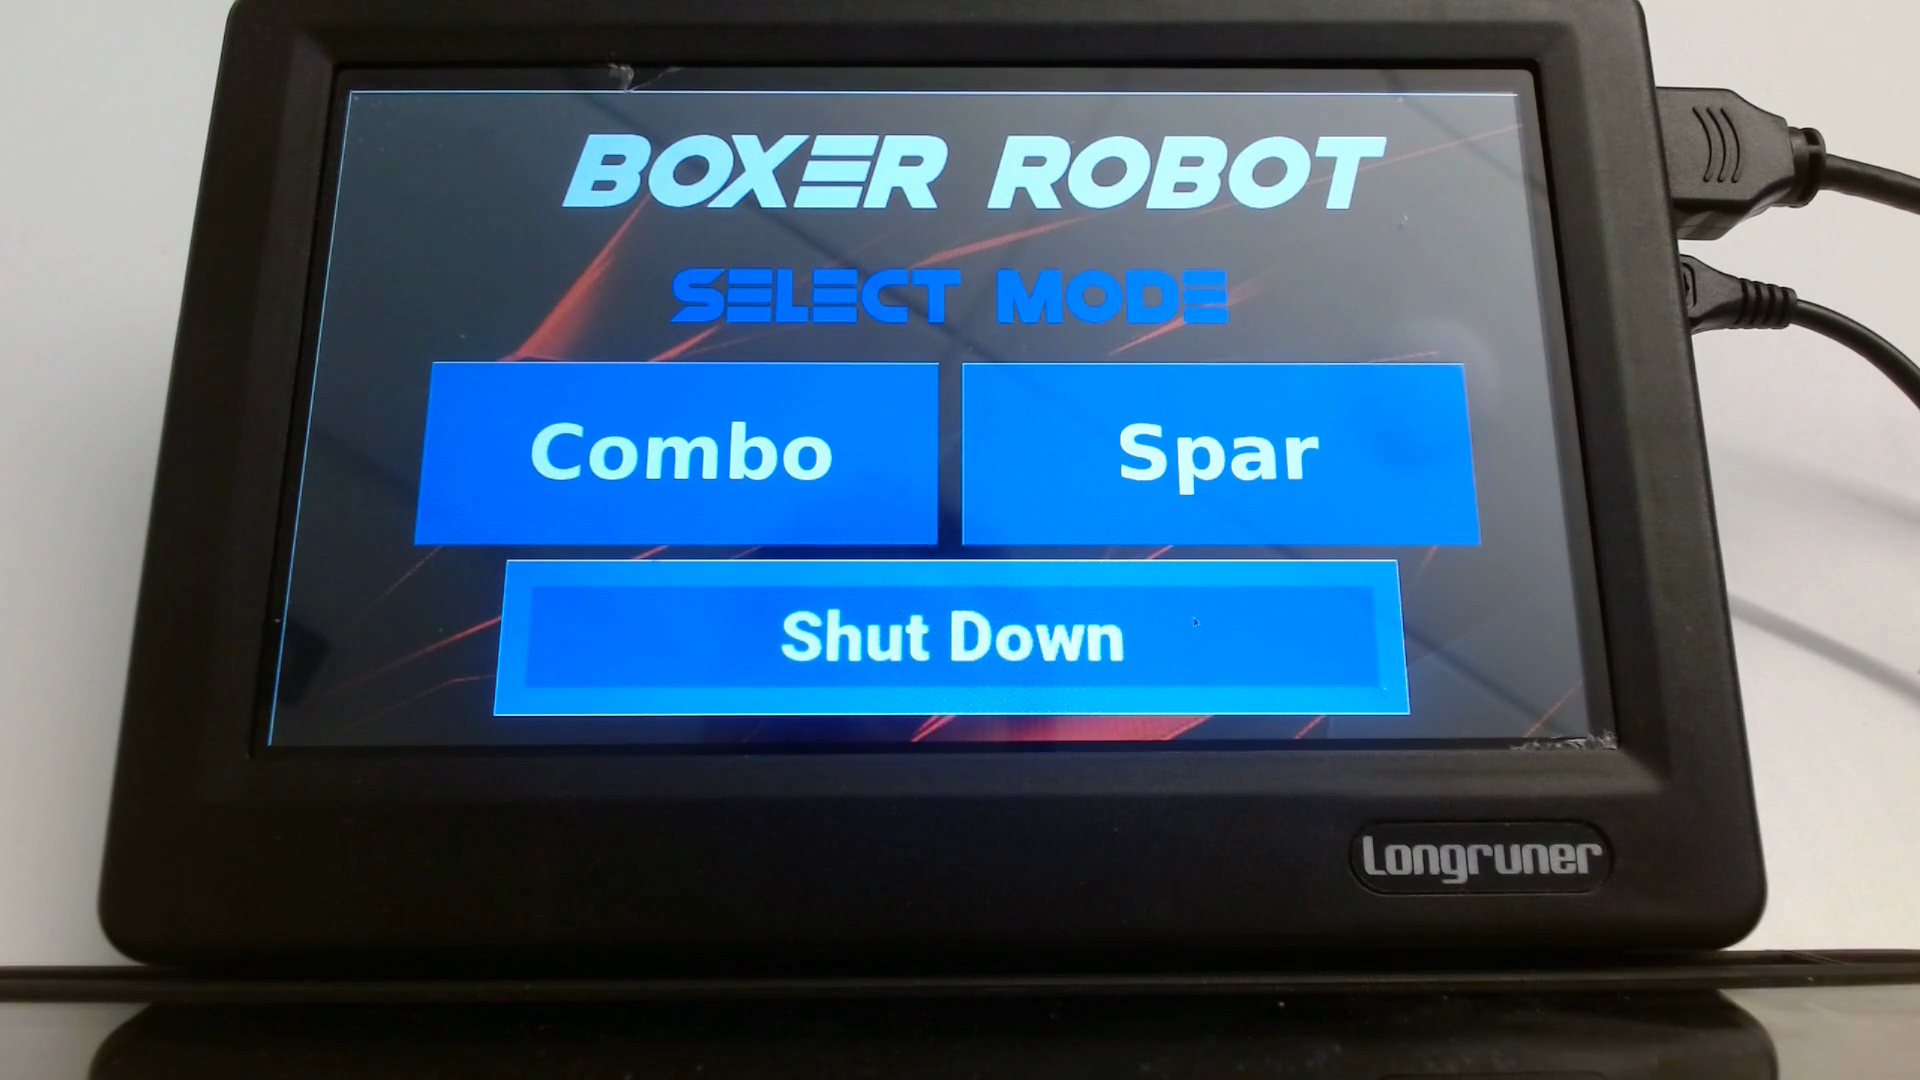 BOXER ROBOT
SELECT MODE
Combo
Spar
Shut Down
Longruner